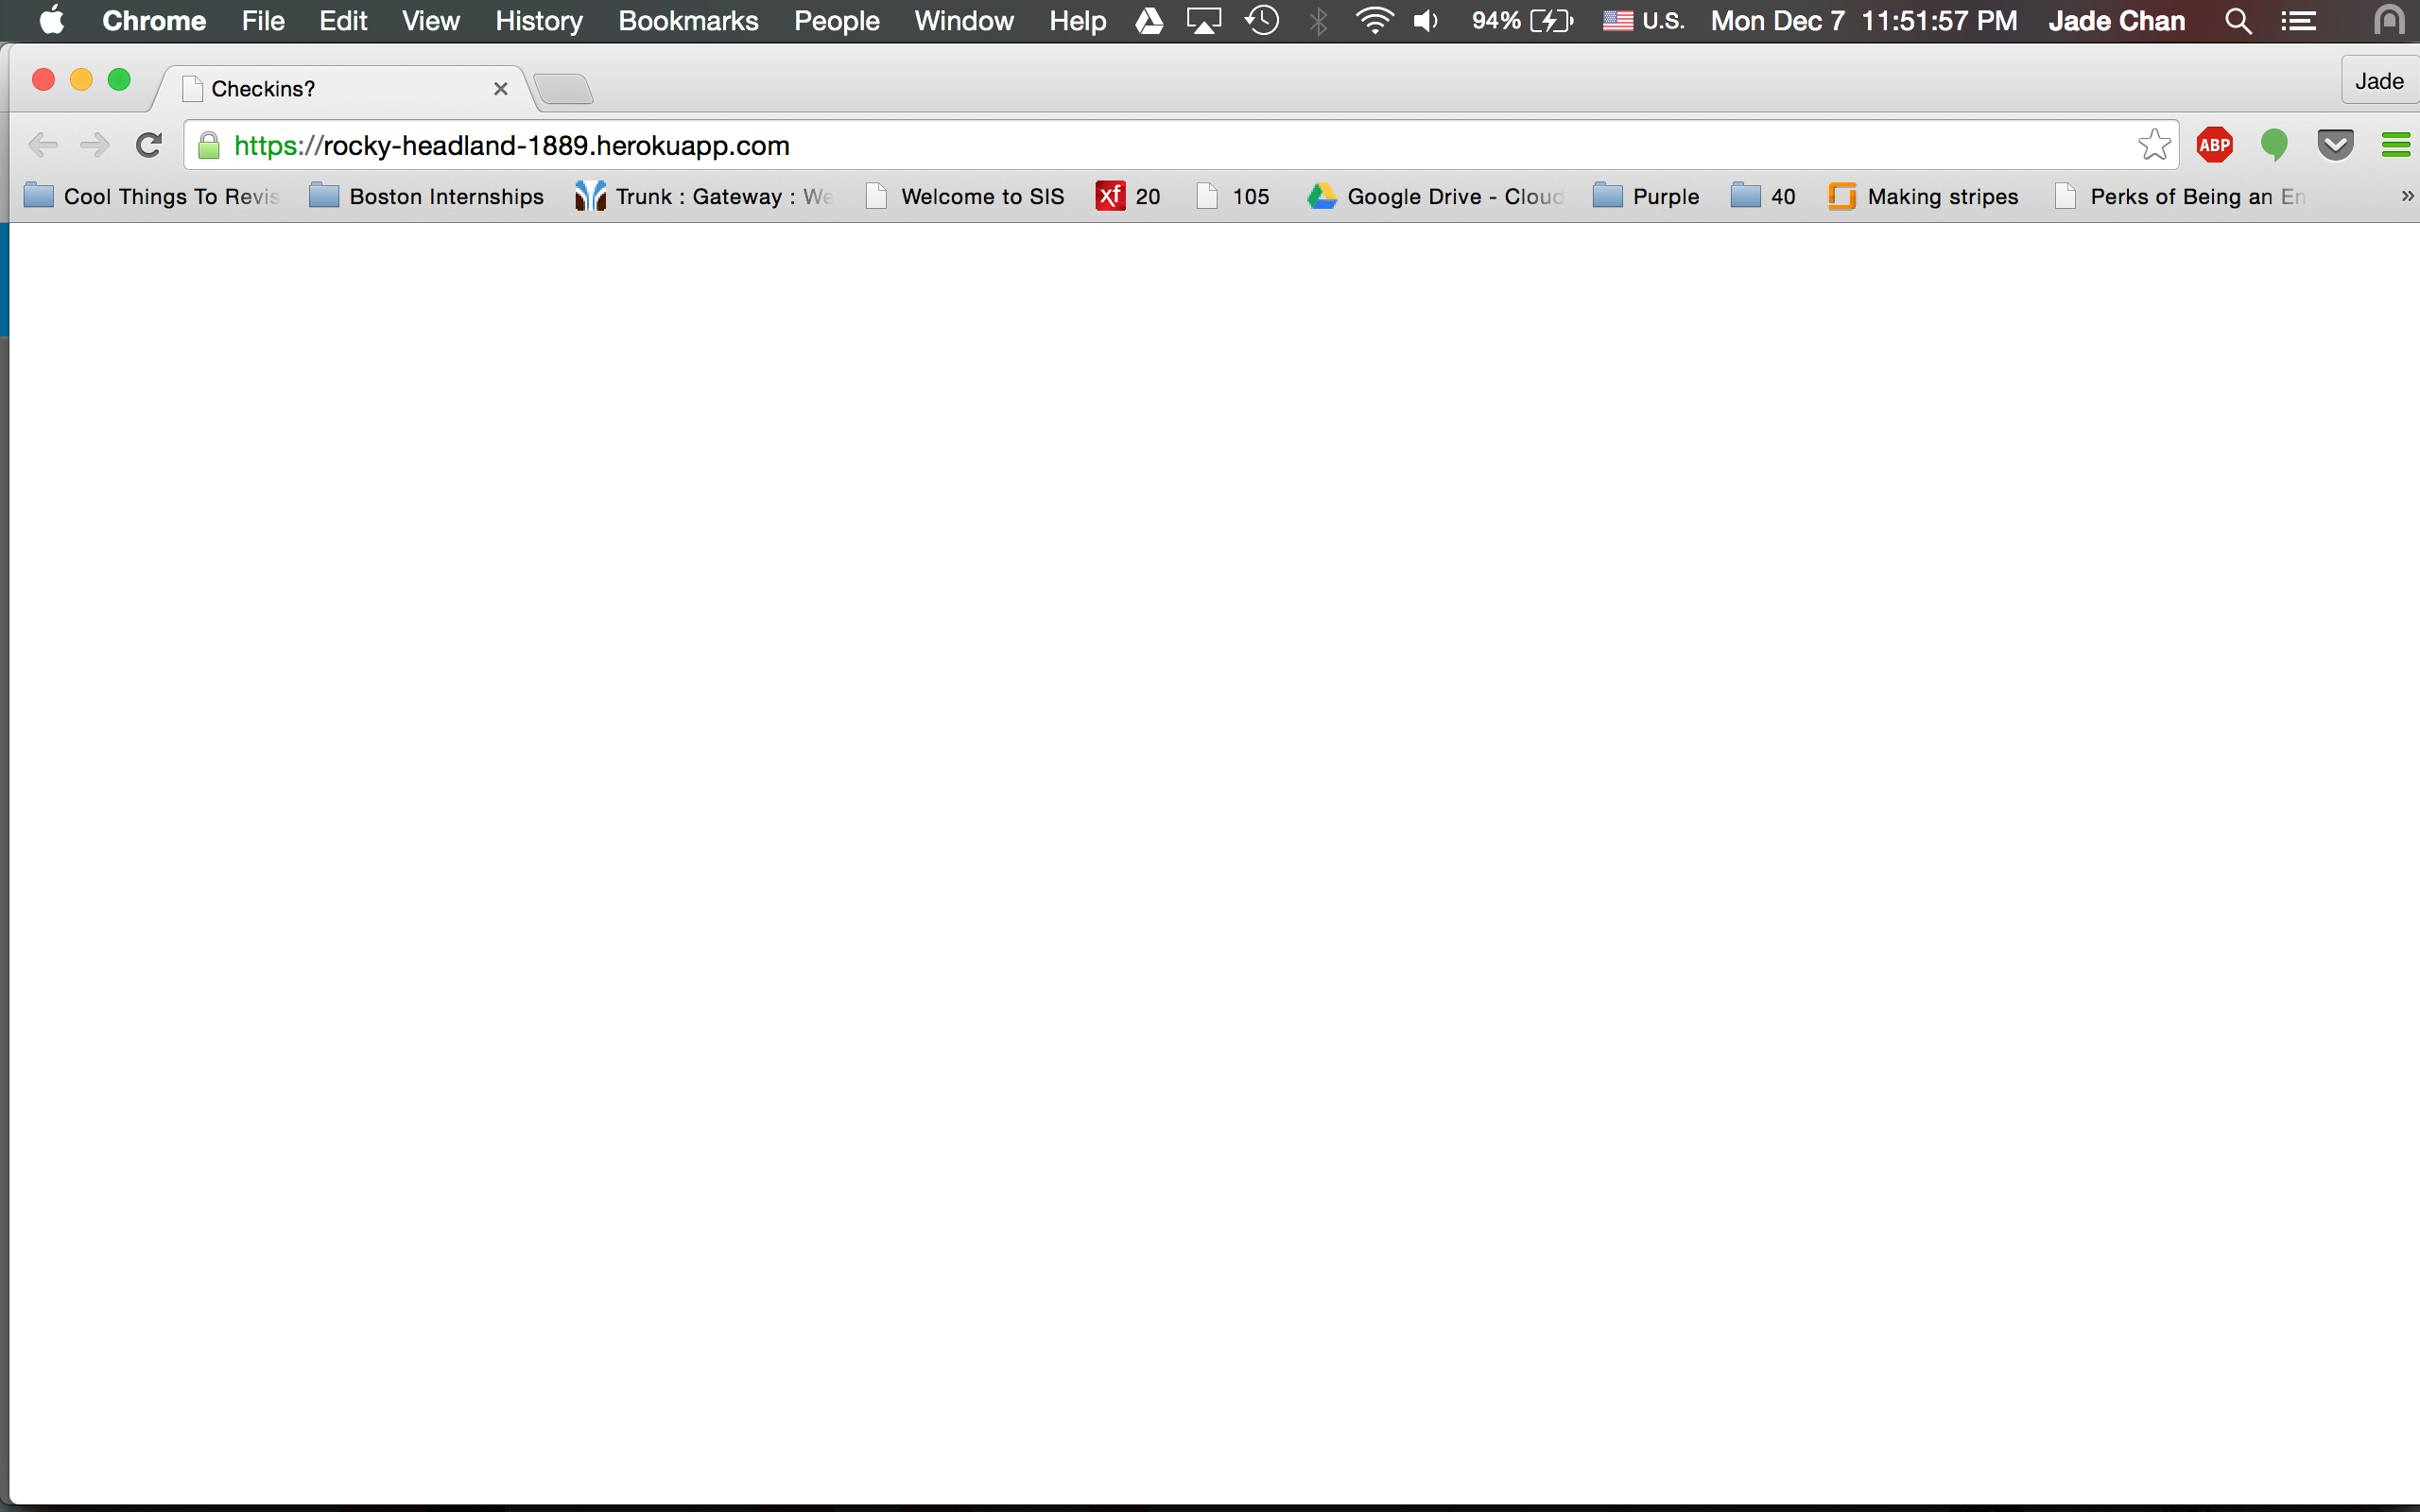 Chrome File Edit View History Bookmarks People Window Help 94% U.S. Mon Dec 7 11:51:57 PM Jade Chan
Checkins? Jade
https://rocky-headland-1889.herokuapp.com ABP
Cool Things To Revis Boston Internships Trunk : Gateway : We Welcome to SIS xf 20 105 Google Drive - Cloud Purple 40 Making stripes Perks of Being an En »